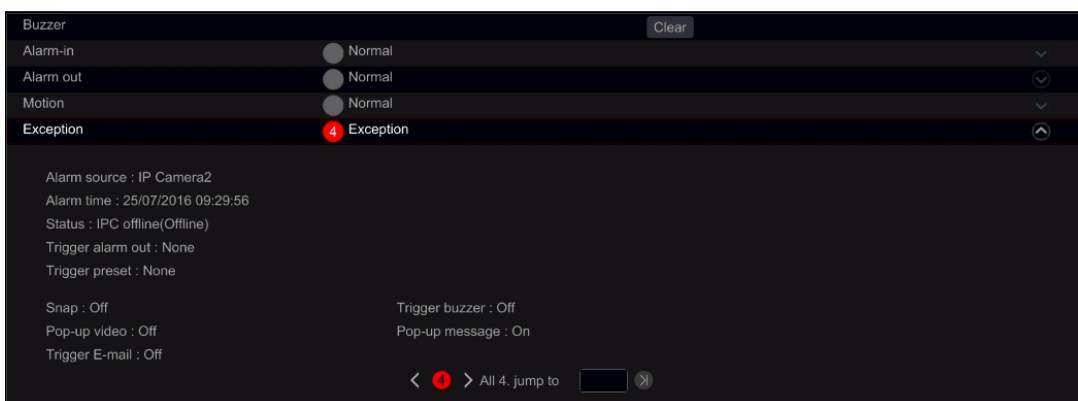 Buzzer Clear
Alarm-in Normal
Alarm out Normal
Motion Normal
Exception 4 Exception
Alarm source : IP Camera2
Alarm time : 25/07/2016 09:29:56
Status : IPC offline(Offline)
Trigger alarm out : None
Trigger preset : None
Snap : Off Trigger buzzer : Off
Pop-up video : Off Pop-up message : On
Trigger E-mail : Off
4 All 4. jump to